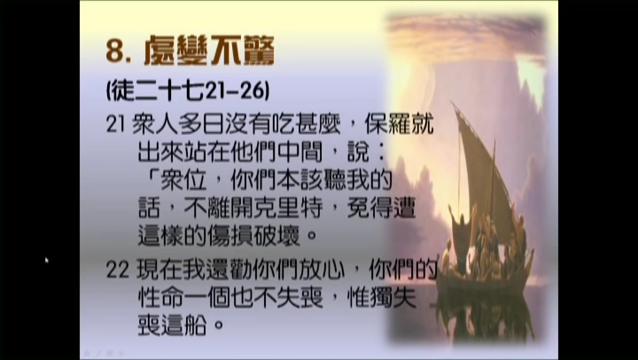 8. 處變不驚
(徒二十七21-26)
21 眾人多日沒有吃甚麼，保羅就
出來站在他們中間，說：
「眾位，你們本該聽我的
話，不離開克里特，免得遭
這樣的傷損破壞。
22 現在我還勸你們放心，你們的
性命一個也不失喪，惟獨失
喪這船。